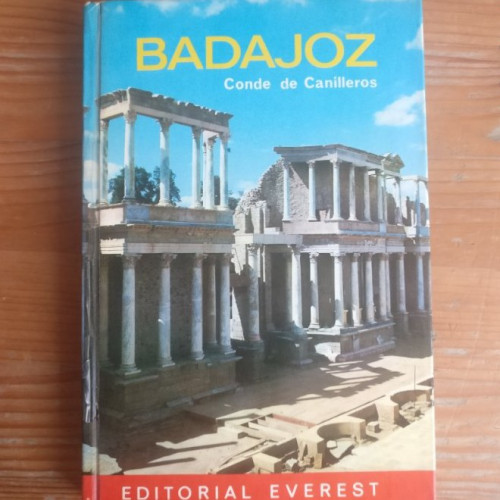 BADAJOZ
Conde de Canilleros
EDITORIAL EVEREST